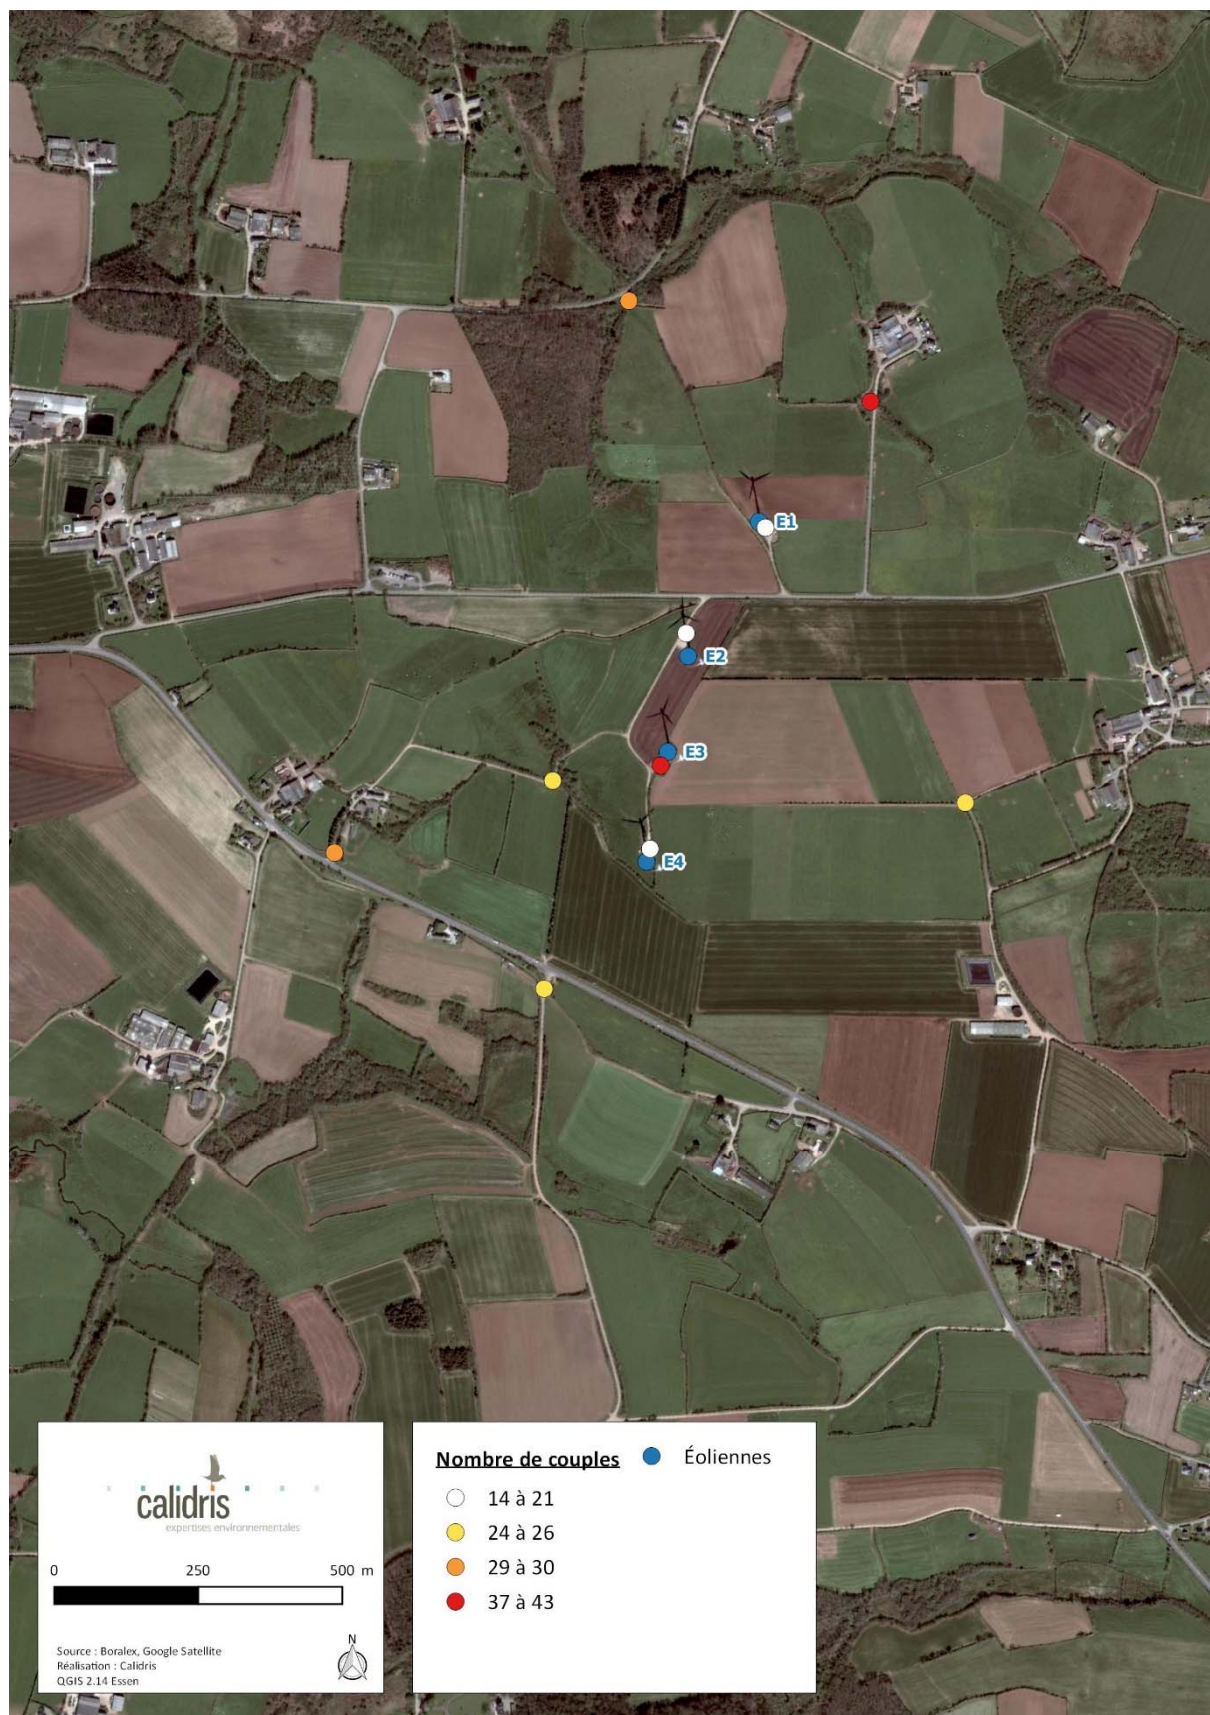 E1
E2
E3
E4
calidris
expertises environnementales
0 250 500 m
Source : Boralex, Google Satellite
Réalisation : Calidris
QGIS 2.14 Essen
N
Nombre de couples
14 à 21
24 à 26
29 à 30
37 à 43
Éoliennes